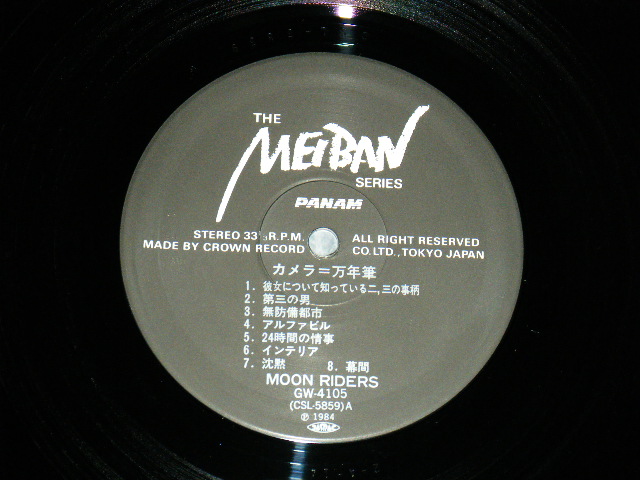 THE
MEiBAN
SERIES
PANAM
STEREO 33⅓R.P.M. ALL RIGHT RESERVED
MADE BY CROWN RECORD CO.LTD.,TOKYO JAPAN
カメラ=万年筆
1. 彼女について知っている二,三の事柄
2. 第三の男
3. 無防備都市
4. アルファビル
5. 24時間の情事
6. インテリア
7. 沈黙 8. 幕間
MOON RIDERS
GW-4105
(CSL-5859)A
℗ 1984